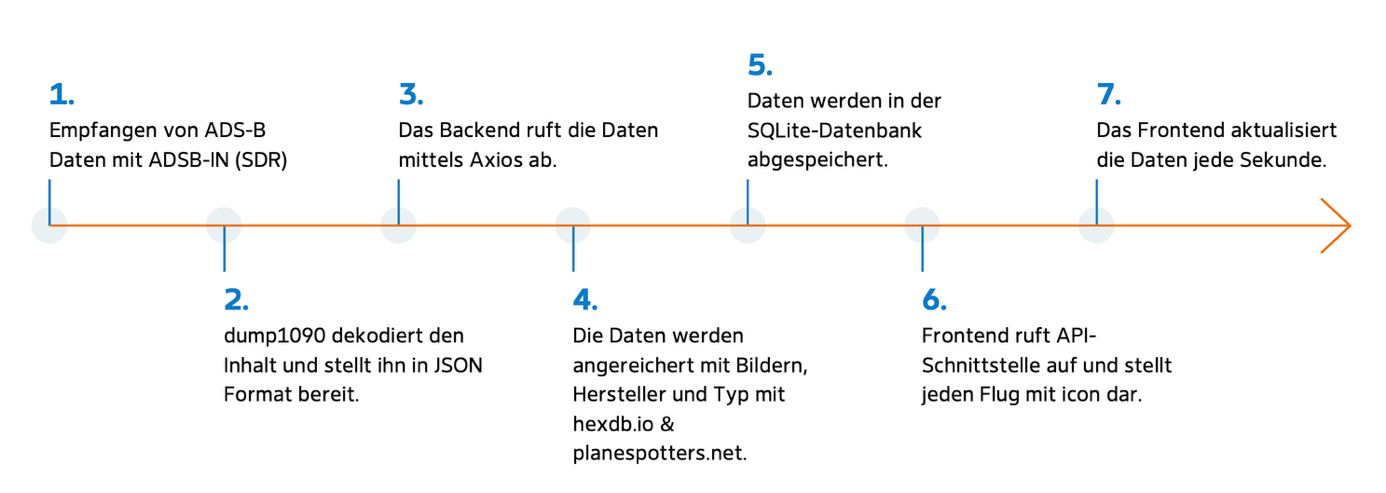 1.
Empfangen von ADS-B
Daten mit ADSB-IN (SDR)
2.
dump1090 dekodiert den
Inhalt und stellt ihn in JSON
Format bereit.
3.
Das Backend ruft die Daten
mittels Axios ab.
4.
Die Daten werden
angereichert mit Bildern,
Hersteller und Typ mit
hexdb.io &
planespotters.net.
5.
Daten werden in der
SQLite-Datenbank
abgespeichert.
6.
Frontend ruft API-
Schnittstelle auf und stellt
jeden Flug mit icon dar.
7.
Das Frontend aktualisiert
die Daten jede Sekunde.